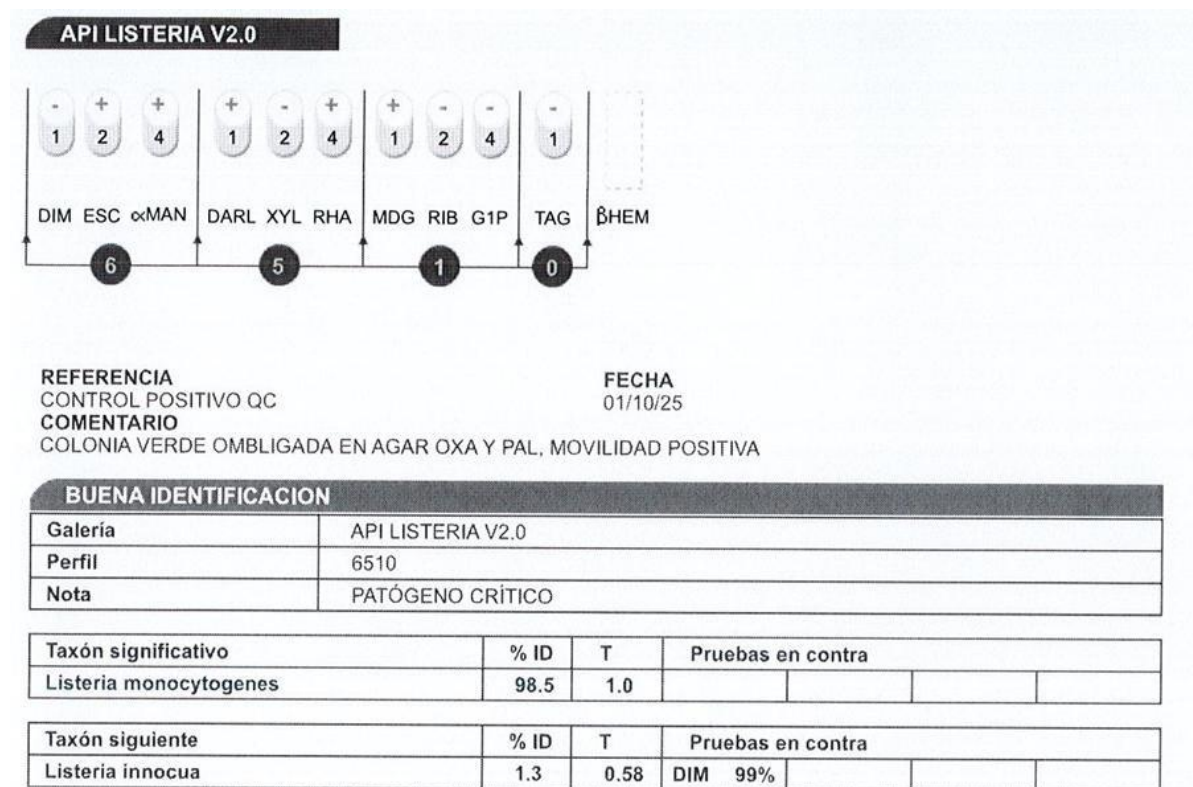 API LISTERIA V2.0
- + + + - + + - - -
1 2 4 1 2 4 1 2 4 1
DIM ESC ∝MAN DARL XYL RHA MDG RIB G1P TAG βHEM
6 5 1 0
REFERENCIA FECHA
CONTROL POSITIVO QC 01/10/25
COMENTARIO
COLONIA VERDE OMBLIGADA EN AGAR OXA Y PAL, MOVILIDAD POSITIVA
BUENA IDENTIFICACION
Galería API LISTERIA V2.0
Perfil 6510
Nota PATÓGENO CRÍTICO
Taxón significativo % ID T Pruebas en contra
Listeria monocytogenes 98.5 1.0
Taxón siguiente % ID T Pruebas en contra
Listeria innocua 1.3 0.58 DIM 99%